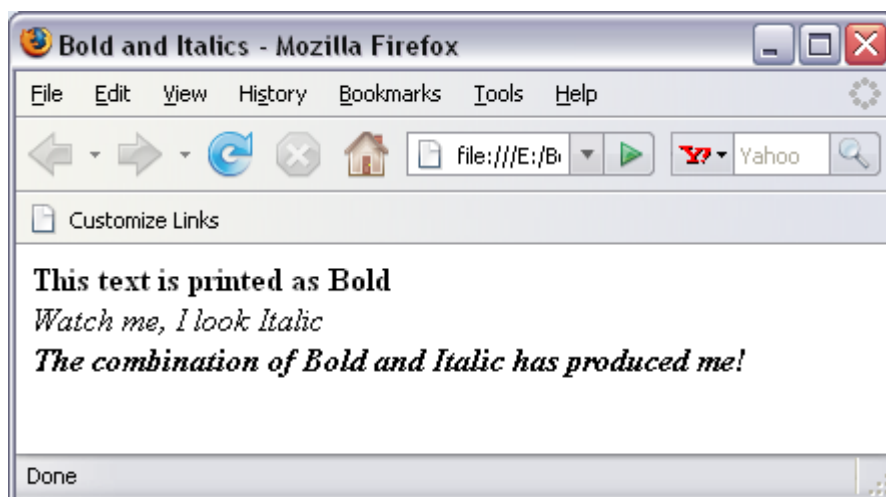 Bold and Italics - Mozilla Firefox
File Edit View History Bookmarks Tools Help
file:///E:/B Y! Yahoo
Customize Links
This text is printed as Bold
Watch me, I look Italic
The combination of Bold and Italic has produced me!
Done